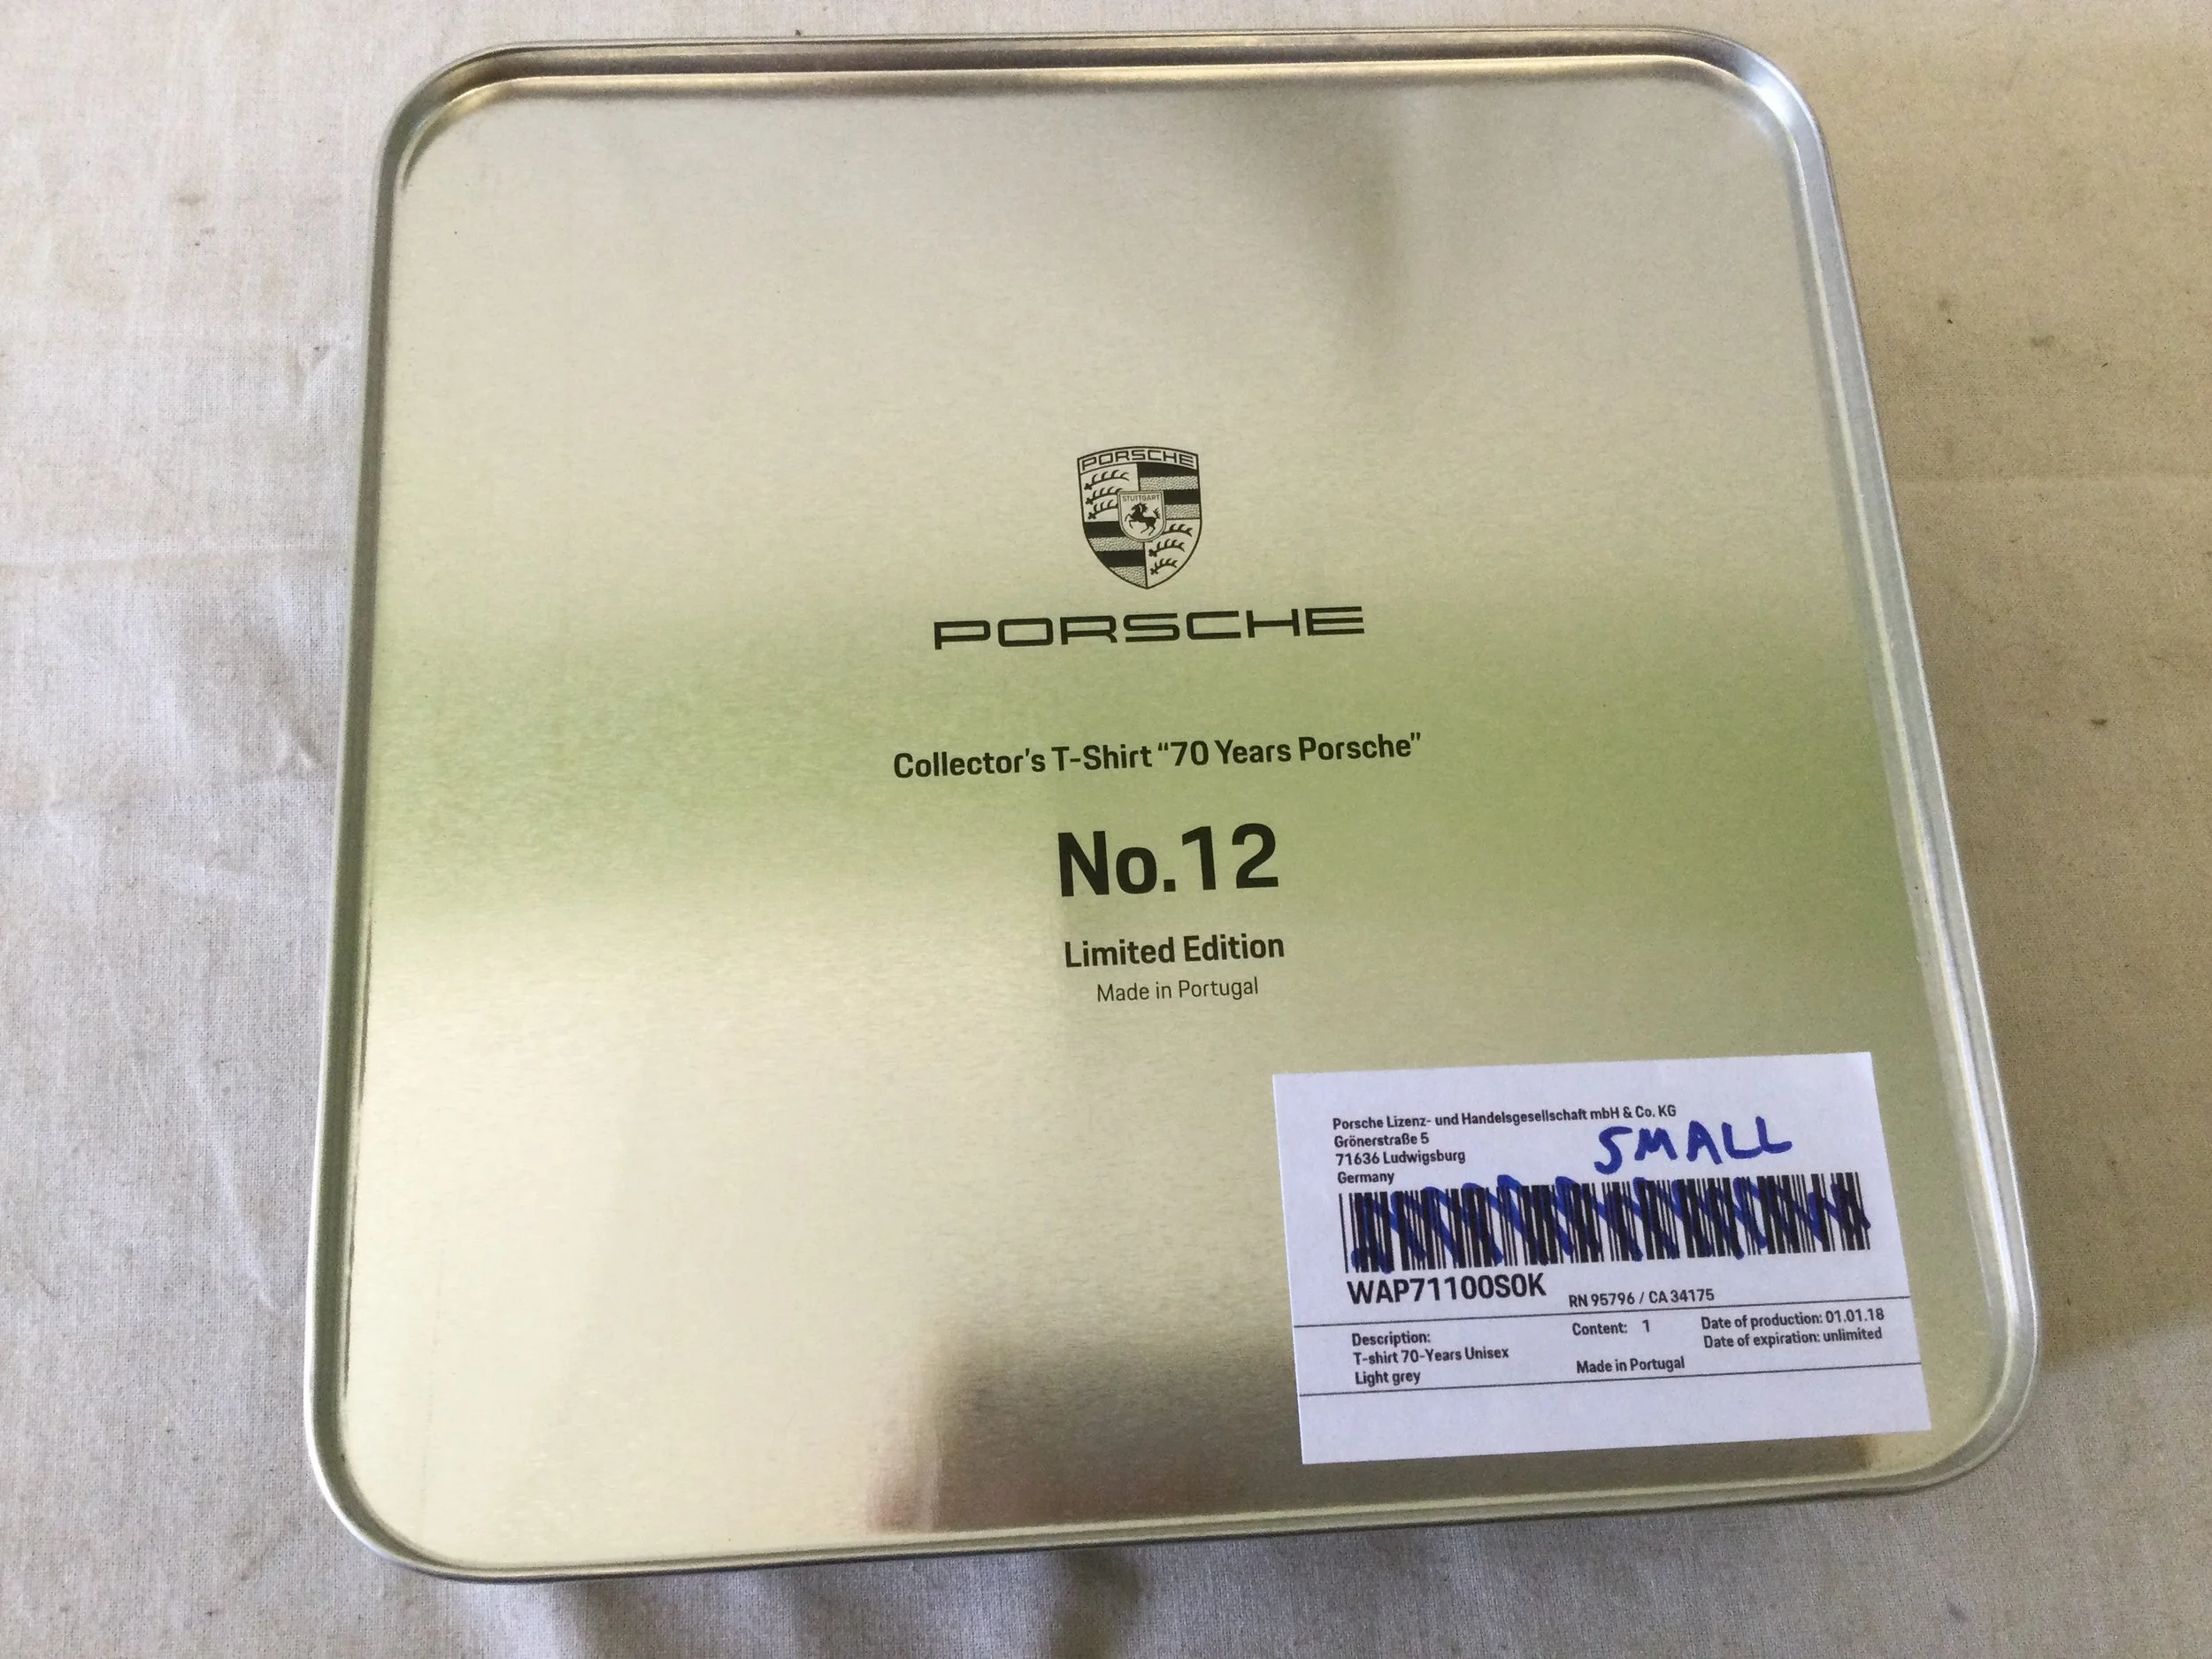 PORSCHE
STUTTGART
PORSCHE
Collector's T-Shirt “70 Years Porsche”
No.12
Limited Edition
Made in Portugal
Porsche Lizenz- und Handelsgesellschaft mbH & Co. KG
Grönerstraße 5
71636 Ludwigsburg
Germany
SMALL
WAP71100S0K
RN 95796 / CA 34175
Description:
T-shirt 70-Years Unisex
Light grey
Content: 1
Made in Portugal
Date of production: 01.01.18
Date of expiration: unlimited